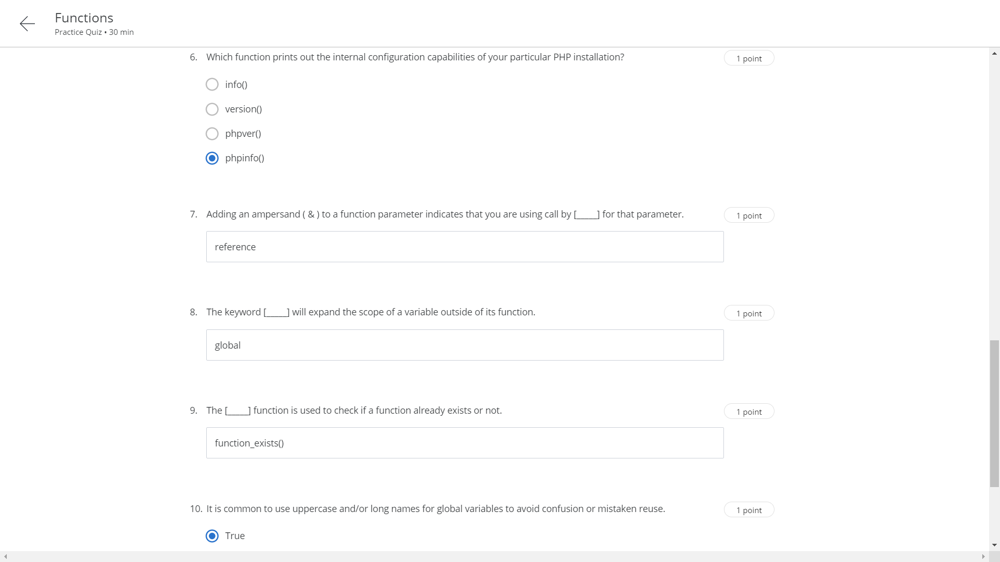 Functions
Practice Quiz • 30 min
6. Which function prints out the internal configuration capabilities of your particular PHP installation?
1 point
info()
version()
phpver()
phpinfo()
7. Adding an ampersand ( & ) to a function parameter indicates that you are using call by [_____] for that parameter.
1 point
reference
8. The keyword [_____] will expand the scope of a variable outside of its function.
1 point
global
9. The [_____] function is used to check if a function already exists or not.
1 point
function_exists()
10. It is common to use uppercase and/or long names for global variables to avoid confusion or mistaken reuse.
1 point
True